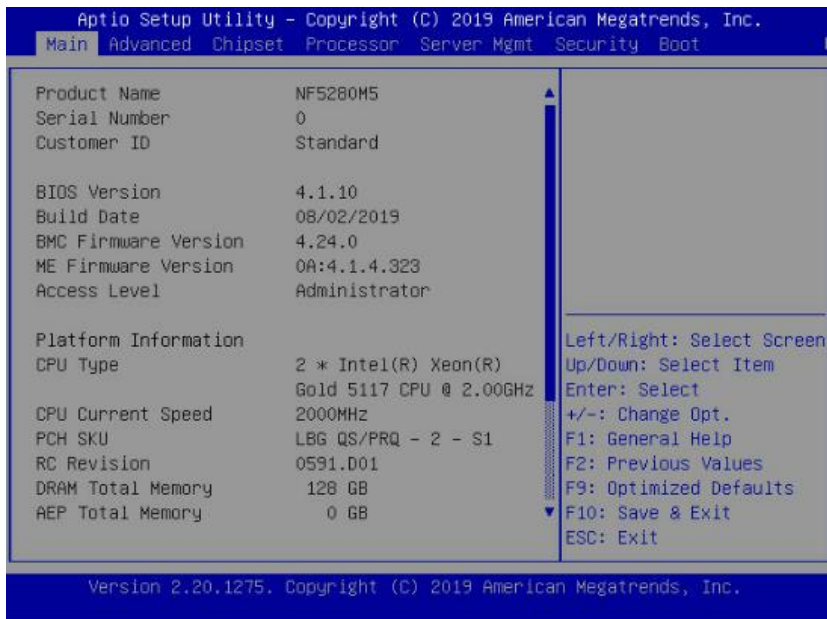 Aptio Setup Utility – Copyright (C) 2019 American Megatrends, Inc.
Main Advanced Chipset Processor Server Mgmt Security Boot
Product Name NF5280M5
Serial Number 0
Customer ID Standard
BIOS Version 4.1.10
Build Date 08/02/2019
BMC Firmware Version 4.24.0
ME Firmware Version 0A:4.1.4.323
Access Level Administrator
Platform Information
CPU Type 2 * Intel(R) Xeon(R)
Gold 5117 CPU @ 2.00GHz
CPU Current Speed 2000MHz
PCH SKU LBG QS/PRQ - 2 - S1
RC Revision 0591.D01
DRAM Total Memory 128 GB
AEP Total Memory 0 GB
Left/Right: Select Screen
Up/Down: Select Item
Enter: Select
+/-: Change Opt.
F1: General Help
F2: Previous Values
F9: Optimized Defaults
F10: Save & Exit
ESC: Exit
Version 2.20.1275. Copyright (C) 2019 American Megatrends, Inc.